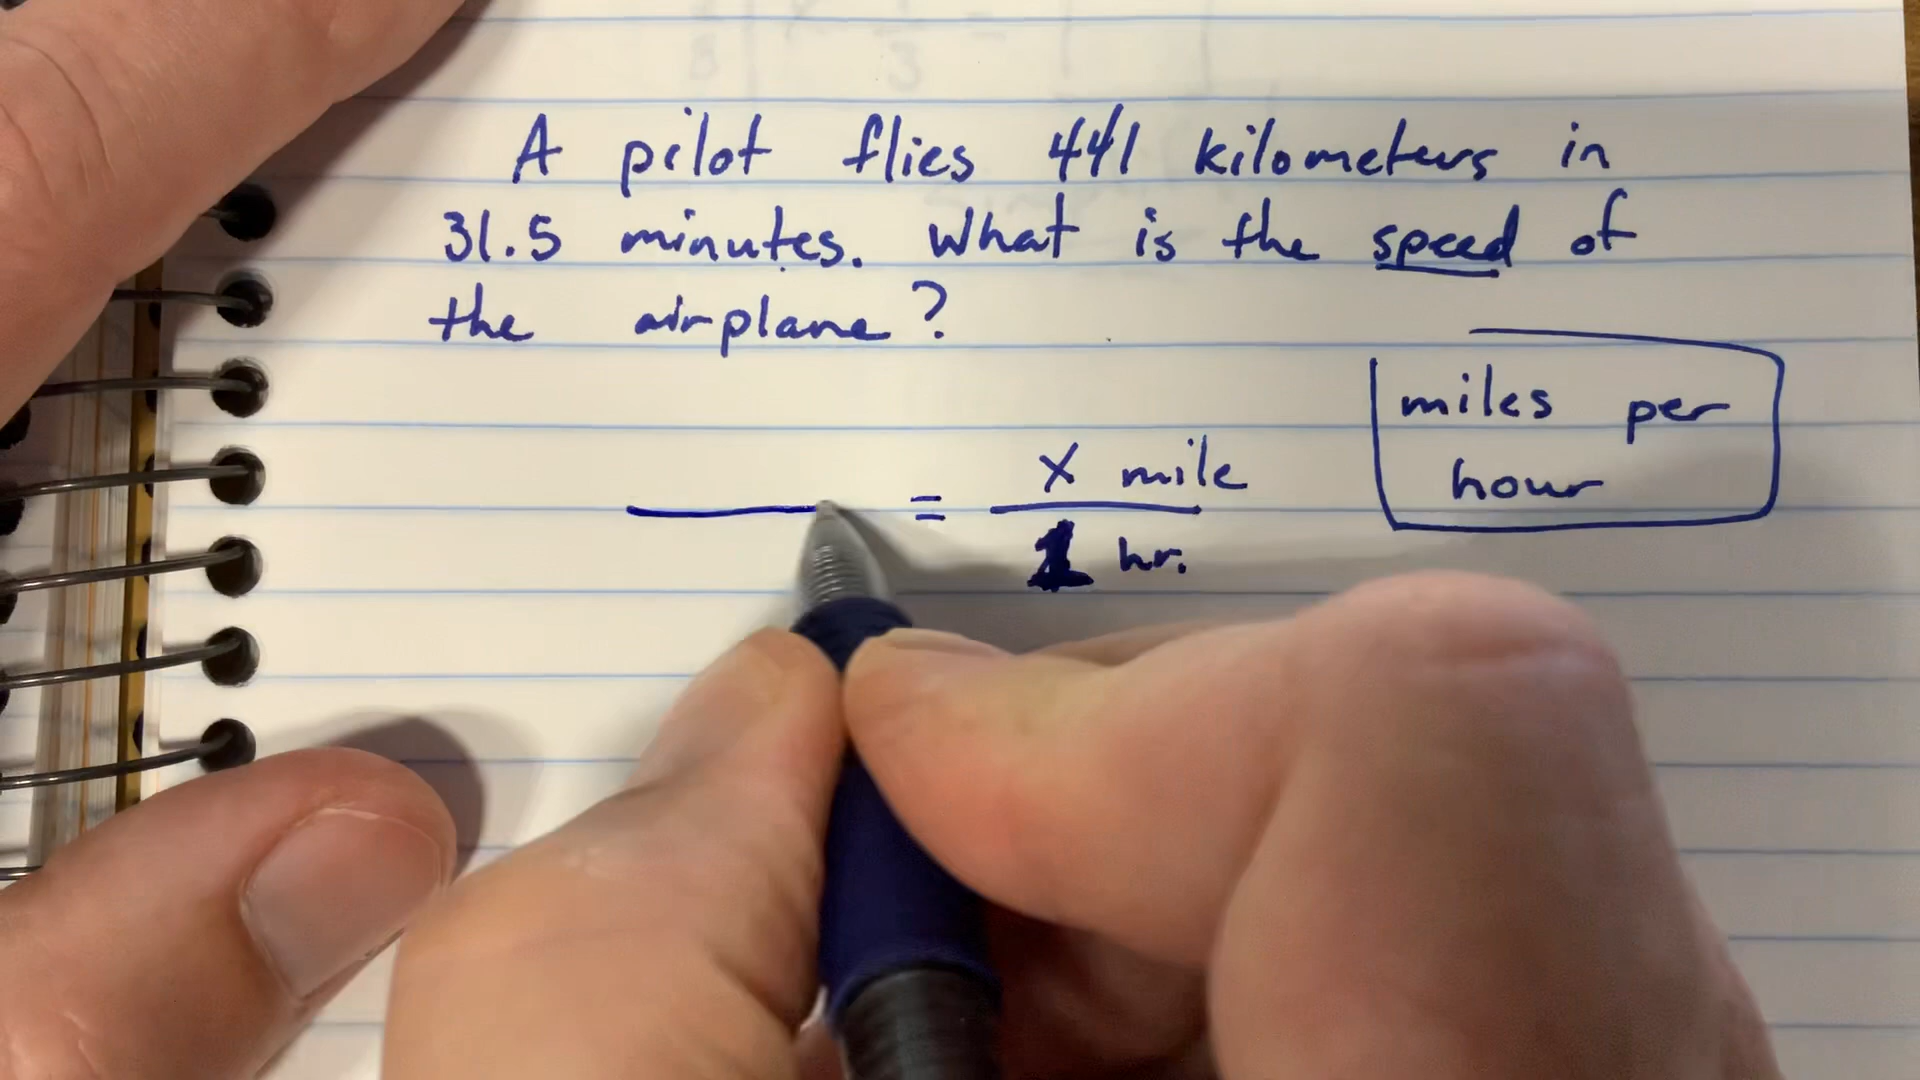 A pilot flies 441 kilometers in
31.5 minutes. What is the speed of
the airplane?
miles per
hour
= x mile
1 hr.